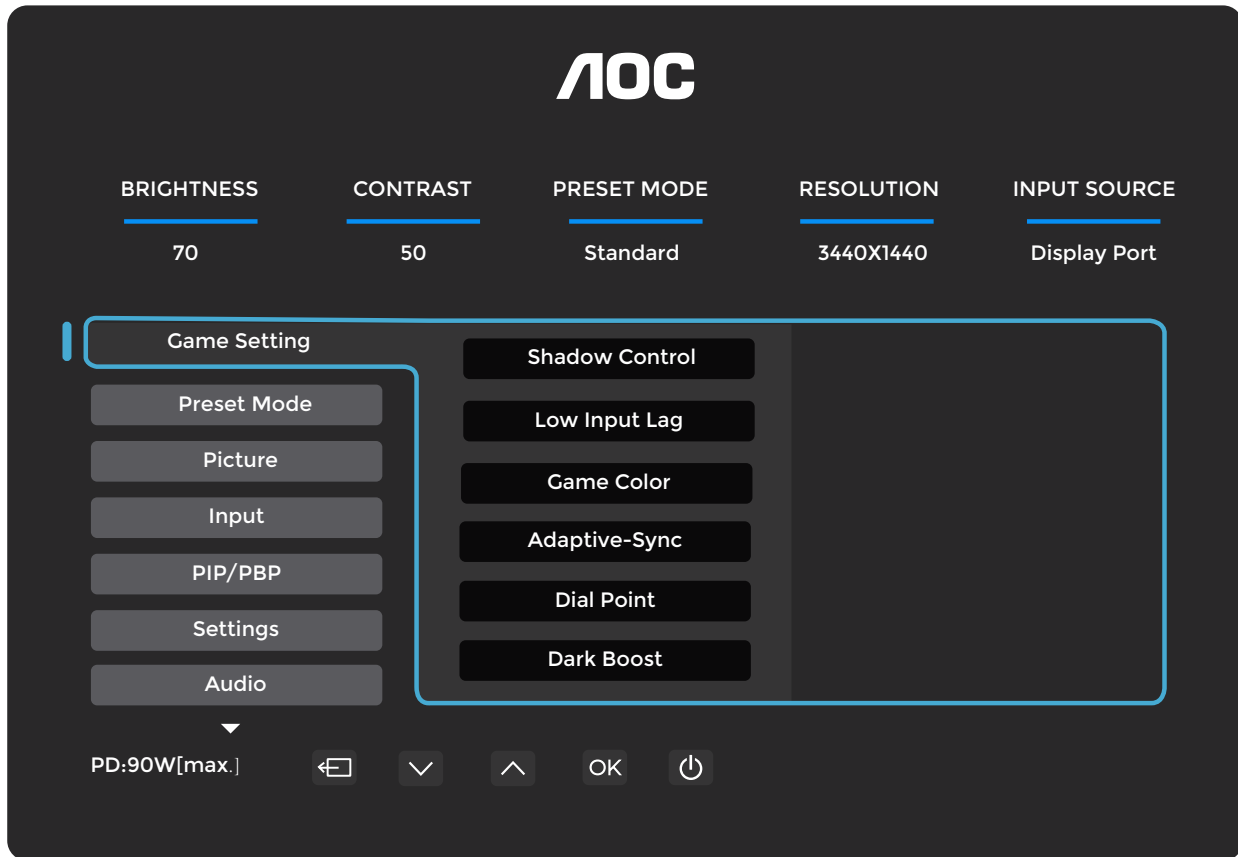 AOC
BRIGHTNESS CONTRAST PRESET MODE RESOLUTION INPUT SOURCE
70 50 Standard 3440X1440 Display Port
Game Setting
Preset Mode
Picture
Input
PIP/PBP
Settings
Audio
Shadow Control
Low Input Lag
Game Color
Adaptive-Sync
Dial Point
Dark Boost
PD:90W[max.] OK